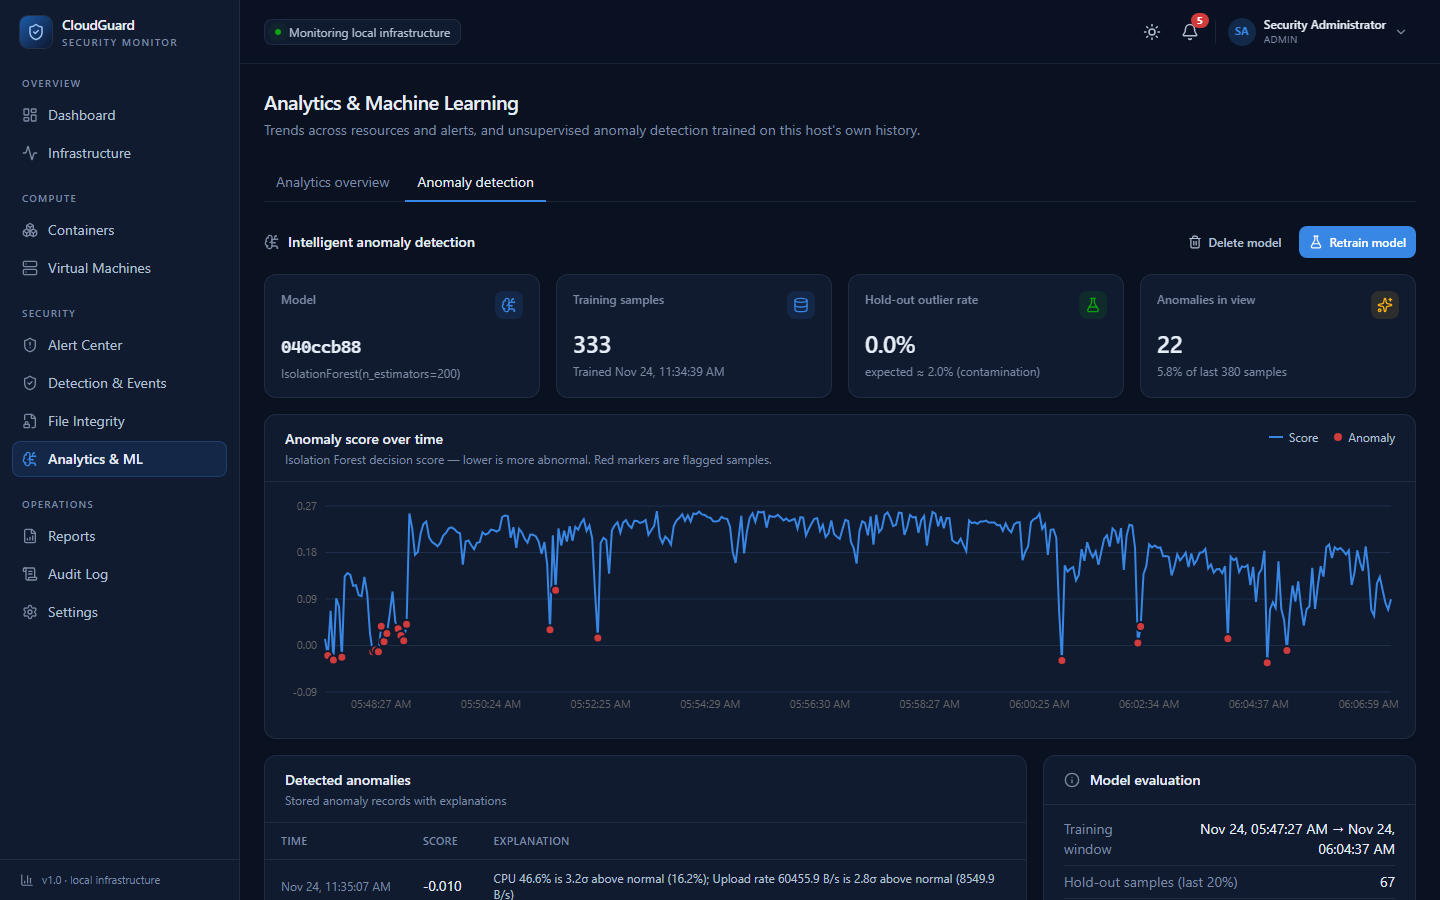 CloudGuard
SECURITY MONITOR
OVERVIEW
Dashboard
Infrastructure
COMPUTE
Containers
Virtual Machines
SECURITY
Alert Center
Detection & Events
File Integrity
Analytics & ML
OPERATIONS
Reports
Audit Log
Settings
v1.0 · local infrastructure
Monitoring local infrastructure
5
SA
Security Administrator
ADMIN
Analytics & Machine Learning
Trends across resources and alerts, and unsupervised anomaly detection trained on this host's own history.
Analytics overview
Anomaly detection
Intelligent anomaly detection
Delete model
Retrain model
Model
040ccb88
IsolationForest(n_estimators=200)
Training samples
333
Trained Nov 24, 11:34:39 AM
Hold-out outlier rate
0.0%
expected ≈ 2.0% (contamination)
Anomalies in view
22
5.8% of last 380 samples
Anomaly score over time
Isolation Forest decision score — lower is more abnormal. Red markers are flagged samples.
Score
Anomaly
0.27
0.18
0.09
0.00
-0.09
05:48:27 AM
05:50:24 AM
05:52:25 AM
05:54:29 AM
05:56:30 AM
05:58:27 AM
06:00:25 AM
06:02:34 AM
06:04:37 AM
06:06:59 AM
Detected anomalies
Stored anomaly records with explanations
TIME
SCORE
EXPLANATION
Nov 24, 11:35:07 AM
-0.010
CPU 46.6% is 3.2σ above normal (16.2%); Upload rate 60455.9 B/s is 2.8σ above normal (8549.9
B/s)
Model evaluation
Training
window
Nov 24, 05:47:27 AM → Nov 24,
06:04:37 AM
Hold-out samples (last 20%)
67